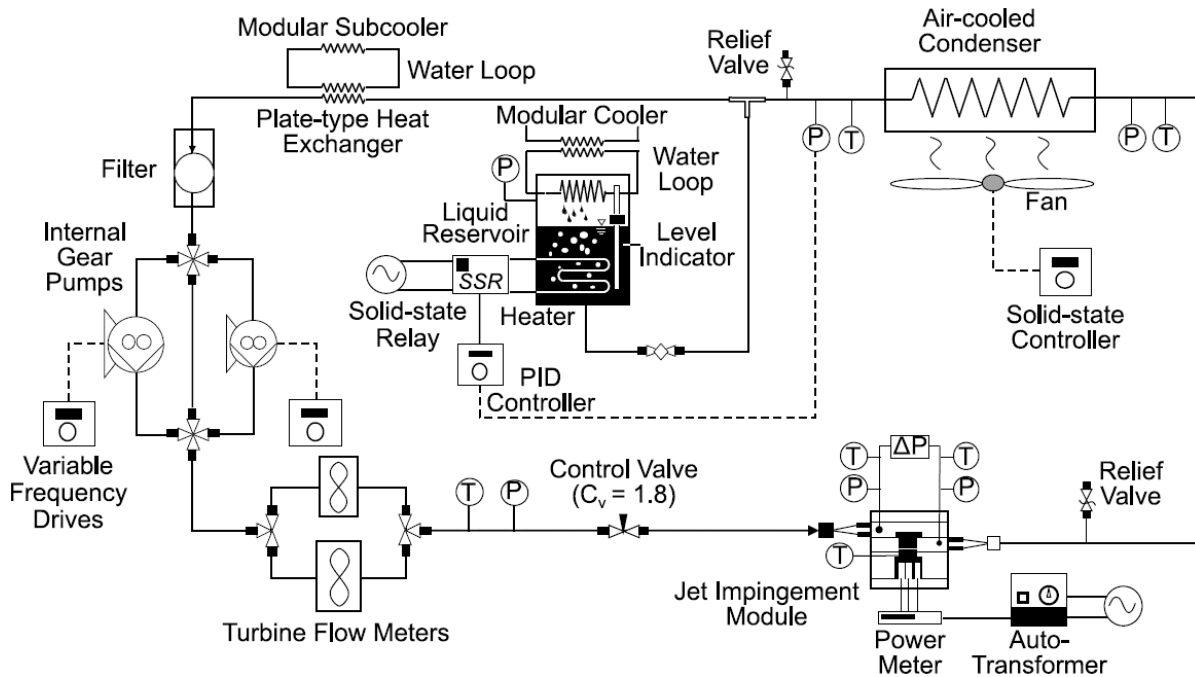 Modular Subcooler
Water Loop
Plate-type Heat
Exchanger
Relief
Valve
Air-cooled
Condenser
P
T
P
T
Fan
Solid-state
Controller
Modular Cooler
Water
Loop
P
Liquid
Reservoir
Level
Indicator
SSR
Solid-state
Relay
Heater
PID
Controller
Filter
Internal
Gear
Pumps
Variable
Frequency
Drives
Turbine Flow Meters
T
P
Control Valve
(Cv = 1.8)
ΔP
T
T
P
P
T
Jet Impingement
Module
Relief
Valve
Power
Meter
Auto-
Transformer